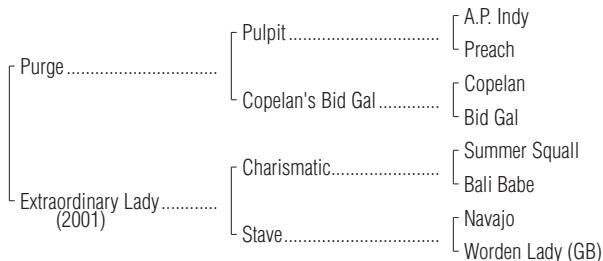 A.P. Indy
Pulpit
Preach
Purge
Copelan
Copelan's Bid Gal
Bid Gal
Summer Squall
Charismatic
Bali Babe
Extraordinary Lady
(2001)
Navajo
Stave
Worden Lady (GB)